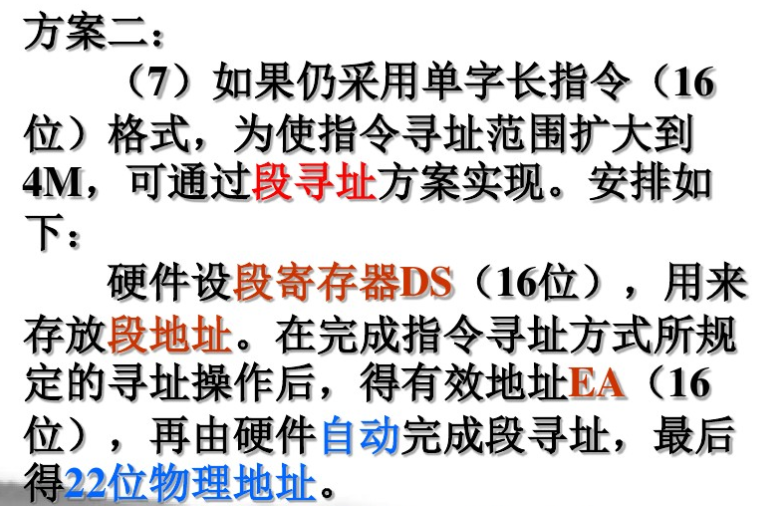 方案二：
（7）如果仍采用单字长指令（16
位）格式，为使指令寻址范围扩大到
4M，可通过段寻址方案实现。安排如
下：
硬件设段寄存器DS（16位），用来
存放段地址。在完成指令寻址方式所规
定的寻址操作后，得有效地址EA（16
位），再由硬件自动完成段寻址，最后
得22位物理地址。